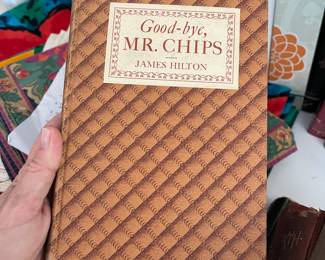 Good-bye,
MR. CHIPS
JAMES HILTON